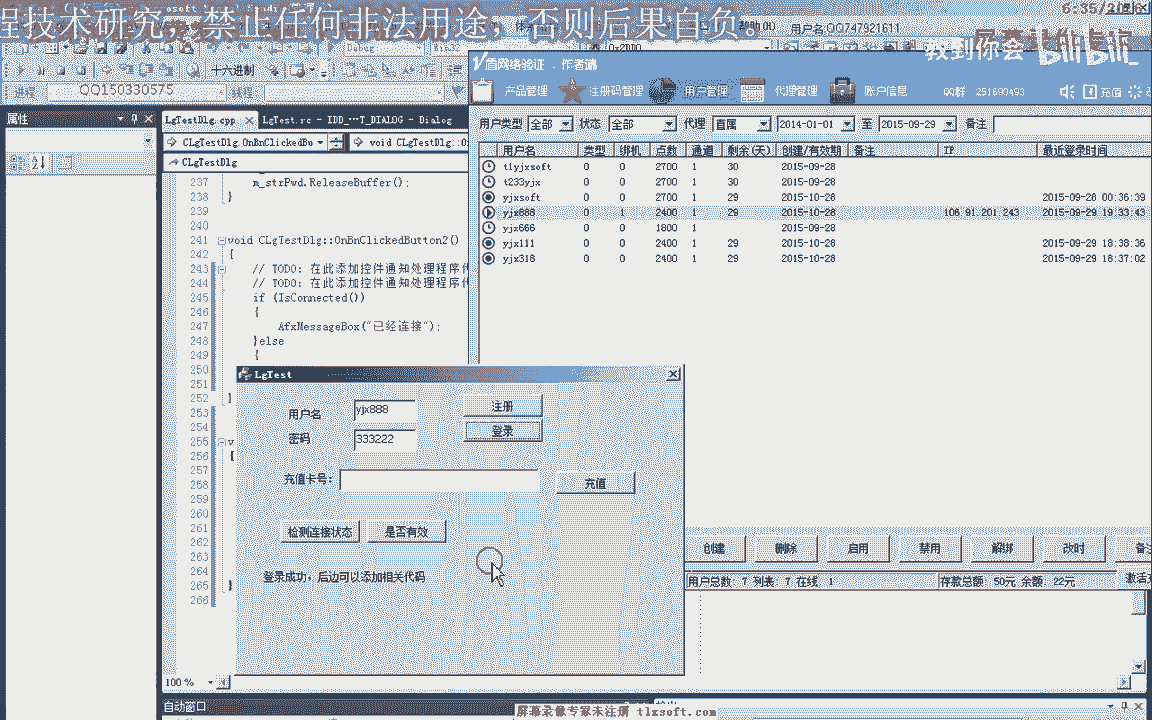 程技术研究，禁止任何非法用途，否则后果自负。
用户名:QQ747921611
教到你会
bilibili
Debug
十六进制
进程 QQ150330575 线程
盾网络验证 . 作者端
产品管理 注册码管理 用户管理 代理管理 账户信息 QQ群 251690493 充值
属性
LgTestDlg.cpp LgTest.rc - IDD_…T_DIALOG - Dialog
CLgTestDlg.OnBnClickedBu void CLgTestDlg::O
CLgTestDlg
用户类型 全部 状态 全部 代理 直属 2014-01-01 至 2015-09-29 备注
用户名 类型 绑机 点数 通道 剩余(天) 创建/有效期 备注 IP 最近登录时间
tlyjxsoft 0 0 2700 1 30 2015-09-28
t233yjx 0 0 2700 1 30 2015-09-28
yjxsoft 0 0 2700 1 29 2015-10-28 2015-09-28 00:36:39
yjx888 0 1 2400 1 29 2015-10-28 106.91.201.243 2015-09-29 19:33:43
yjx666 0 0 1800 1 2015-09-28
yjx111 0 0 2400 1 29 2015-10-28 2015-09-29 18:38:36
yjx318 0 0 2400 1 29 2015-10-28 2015-09-29 18:37:02
237 m_strPwd.ReleaseBuffer();
238 }
239
240
241 void CLgTestDlg::OnBnClickedButton2()
242 {
243 // TODO: 在此添加控件通知处理程序代
244 // TODO: 在此添加控件通知处理程序代
245 if (IsConnected())
246 {
247 AfxMessageBox("已经连接");
248 }else
249 {
250
251
252 }
253
254
255 v
256 {
257
258
259
260
261
262
263
264
265 }
266
LgTest
用户名 yjx888 注册
密码 333222 登录
充值卡号: 充值
检测连接状态 是否有效
登录成功，后边可以添加相关代码
创建 删除 启用 禁用 解绑 改时 备
用户总数: 7 列表: 7 在线 1 存款总额: 50元 余额: 22元
100 %
自动窗口
屏幕录像专家未注册 tlxsoft.com